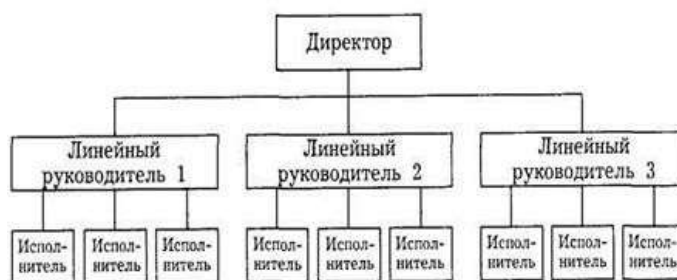 Директор
Линейный
руководитель 1
Линейный
руководитель 2
Линейный
руководитель 3
Испол-
нитель
Испол-
нитель
Испол-
нитель
Испол-
нитель
Испол-
нитель
Испол-
нитель
Испол-
нитель
Испол-
нитель
Испол-
нитель